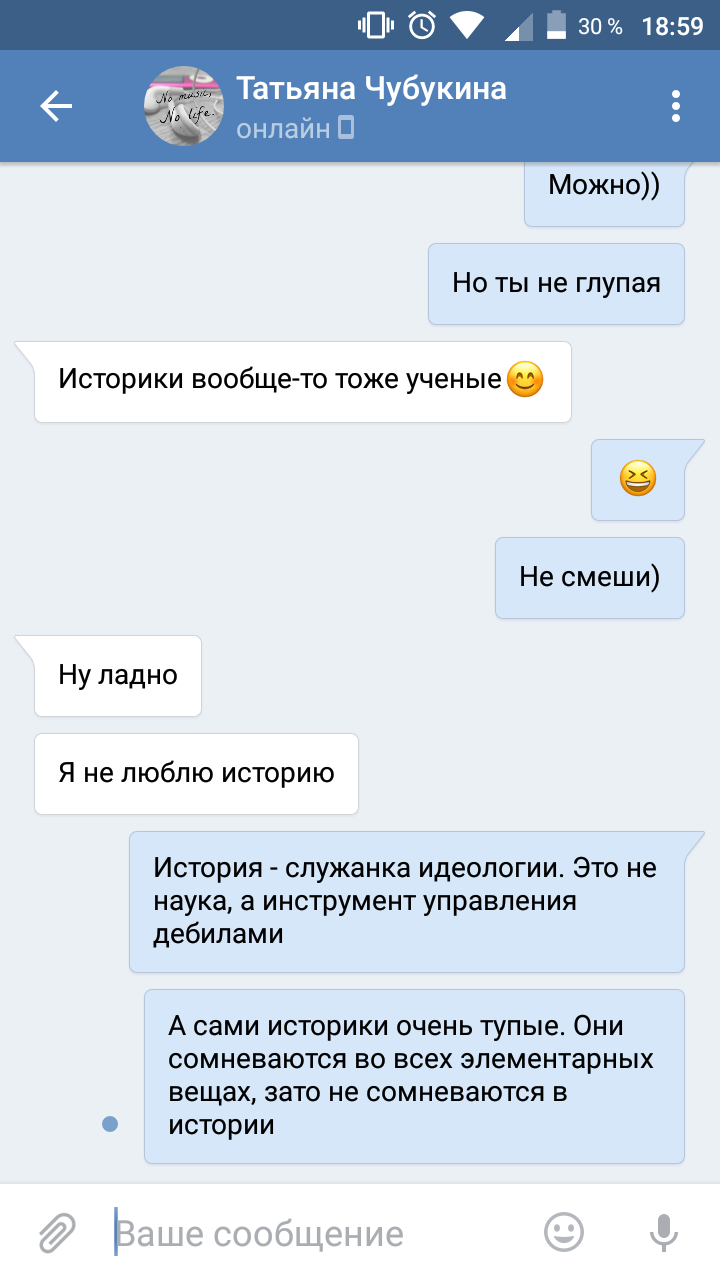 30 % 18:59
Татьяна Чубукина
онлайн
No music,
No life.
Можно))
Но ты не глупая
Историки вообще-то тоже ученые😊
😆
Не смеши)
Ну ладно
Я не люблю историю
История - служанка идеологии. Это не
наука, а инструмент управления
дебилами
А сами историки очень тупые. Они
сомневаются во всех элементарных
вещах, зато не сомневаются в
истории
Ваше сообщение